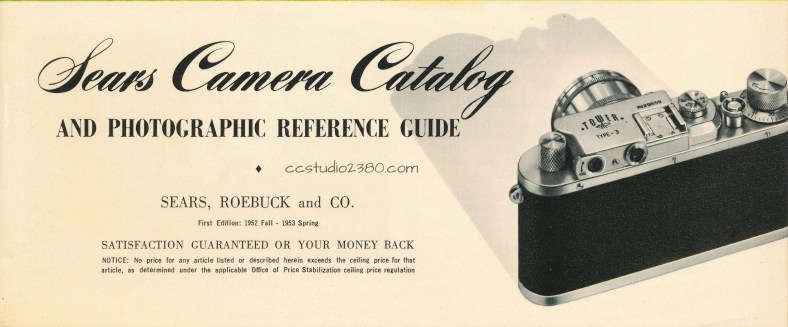 Sears Camera Catalog
AND PHOTOGRAPHIC REFERENCE GUIDE
ccstudio2380.com
SEARS, ROEBUCK and CO.
First Edition: 1952 Fall - 1953 Spring
SATISFACTION GUARANTEED OR YOUR MONEY BACK
NOTICE: No price for any article listed or described herein exceeds the ceiling price for that
article, as determined under the applicable Office of Price Stabilization ceiling price regulation
TOWER
TYPE-3